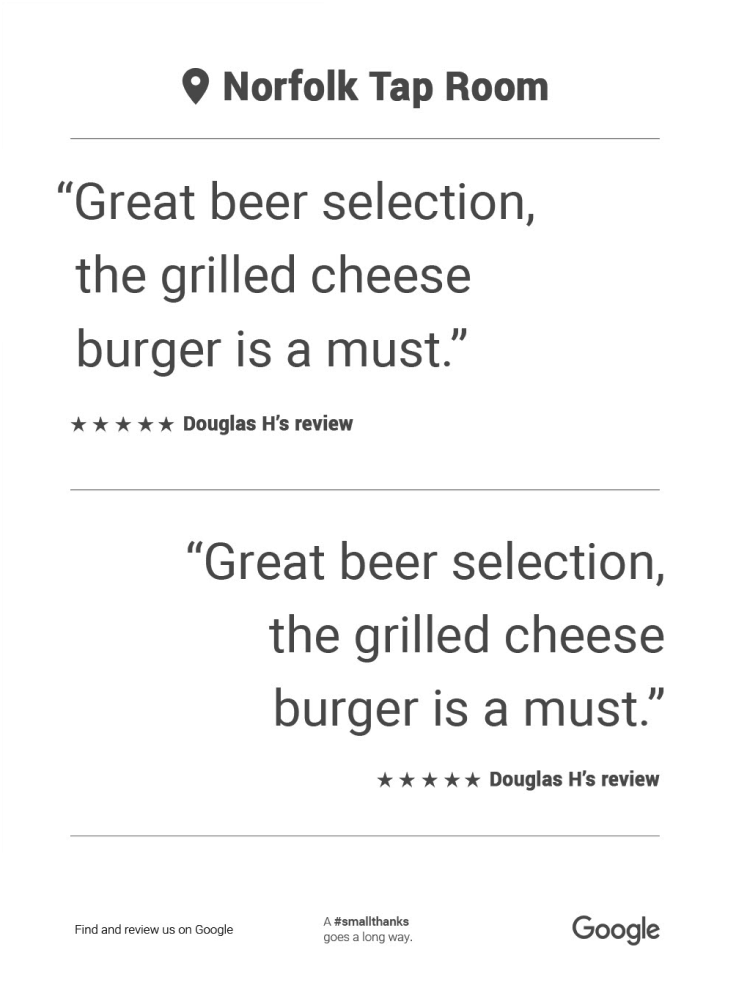 Norfolk Tap Room
“Great beer selection,
the grilled cheese
burger is a must.”
★ ★ ★ ★ ★ Douglas H’s review
“Great beer selection,
the grilled cheese
burger is a must.”
★ ★ ★ ★ ★ Douglas H’s review
Find and review us on Google
A #smallthanks
goes a long way.
Google